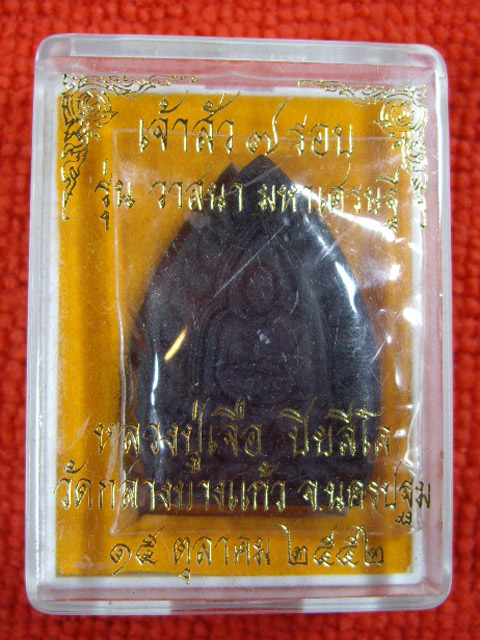 เจ้าสัว ๗ รอบ
รุ่น วาสนา มหาเศรษฐี
หลวงปู่เจือ ปิยสีโล
วัดกลางบางแก้ว จ.นครปฐม
๑๕ ตุลาคม ๒๕๕๒